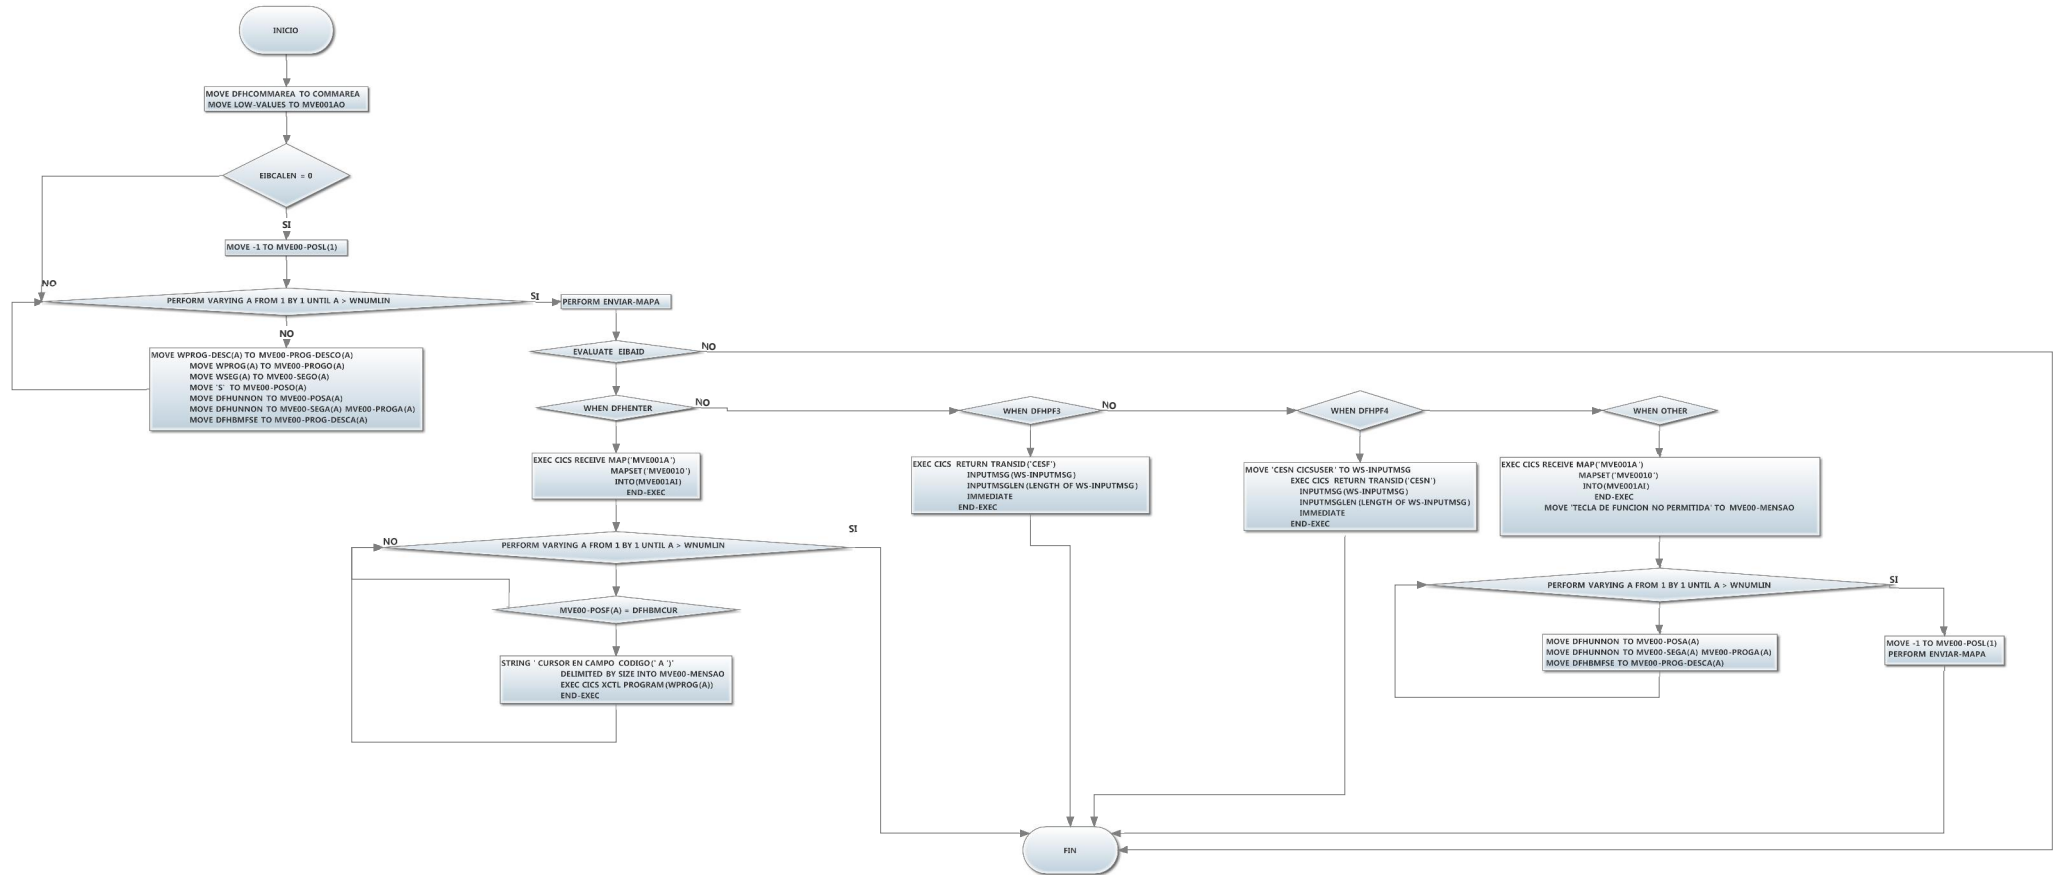 INICIO
MOVE DFHCOMMAREA TO COMMAREA
MOVE LOW-VALUES TO MVE001AO
EIBCALEN = 0
SI
MOVE -1 TO MVE00-POSL(1)
NO
PERFORM VARYING A FROM 1 BY 1 UNTIL A > WNUMLIN
SI
PERFORM ENVIAR-MAPA
NO
MOVE WPROG-DESC(A) TO MVE00-PROG-DESCO(A)
MOVE WPROG(A) TO MVE00-PROGO(A)
MOVE WSEG(A) TO MVE00-SEGO(A)
MOVE 'S' TO MVE00-POSO(A)
MOVE DFHUNNON TO MVE00-POSA(A)
MOVE DFHUNNON TO MVE00-SEGA(A) MVE00-PROGA(A)
MOVE DFHBMFSE TO MVE00-PROG-DESCA(A)
EVALUATE EIBAID
NO
WHEN DFHENTER
NO
WHEN DFHPF3
NO
WHEN DFHPF4
WHEN OTHER
EXEC CICS RECEIVE MAP('MVE001A')
MAPSET('MVE0010')
INTO(MVE001AI)
END-EXEC
EXEC CICS RETURN TRANSID('CESF')
INPUTMSG(WS-INPUTMSG)
INPUTMSGLEN(LENGTH OF WS-INPUTMSG)
IMMEDIATE
END-EXEC
MOVE 'CESN CICSUSER' TO WS-INPUTMSG
EXEC CICS RETURN TRANSID('CESN')
INPUTMSG(WS-INPUTMSG)
INPUTMSGLEN(LENGTH OF WS-INPUTMSG)
IMMEDIATE
END-EXEC
EXEC CICS RECEIVE MAP('MVE001A')
MAPSET('MVE0010')
INTO(MVE001AI)
END-EXEC
MOVE 'TECLA DE FUNCION NO PERMITIDA' TO MVE00-MENSAO
SI
NO
PERFORM VARYING A FROM 1 BY 1 UNTIL A > WNUMLIN
MVE00-POSF(A) = DFHBMCUR
STRING ' CURSOR EN CAMPO CODIGO(' A ')'
DELIMITED BY SIZE INTO MVE00-MENSAO
EXEC CICS XCTL PROGRAM(WPROG(A))
END-EXEC
PERFORM VARYING A FROM 1 BY 1 UNTIL A > WNUMLIN
SI
MOVE DFHUNNON TO MVE00-POSA(A)
MOVE DFHUNNON TO MVE00-SEGA(A) MVE00-PROGA(A)
MOVE DFHBMFSE TO MVE00-PROG-DESCA(A)
MOVE -1 TO MVE00-POSL(1)
PERFORM ENVIAR-MAPA
FIN